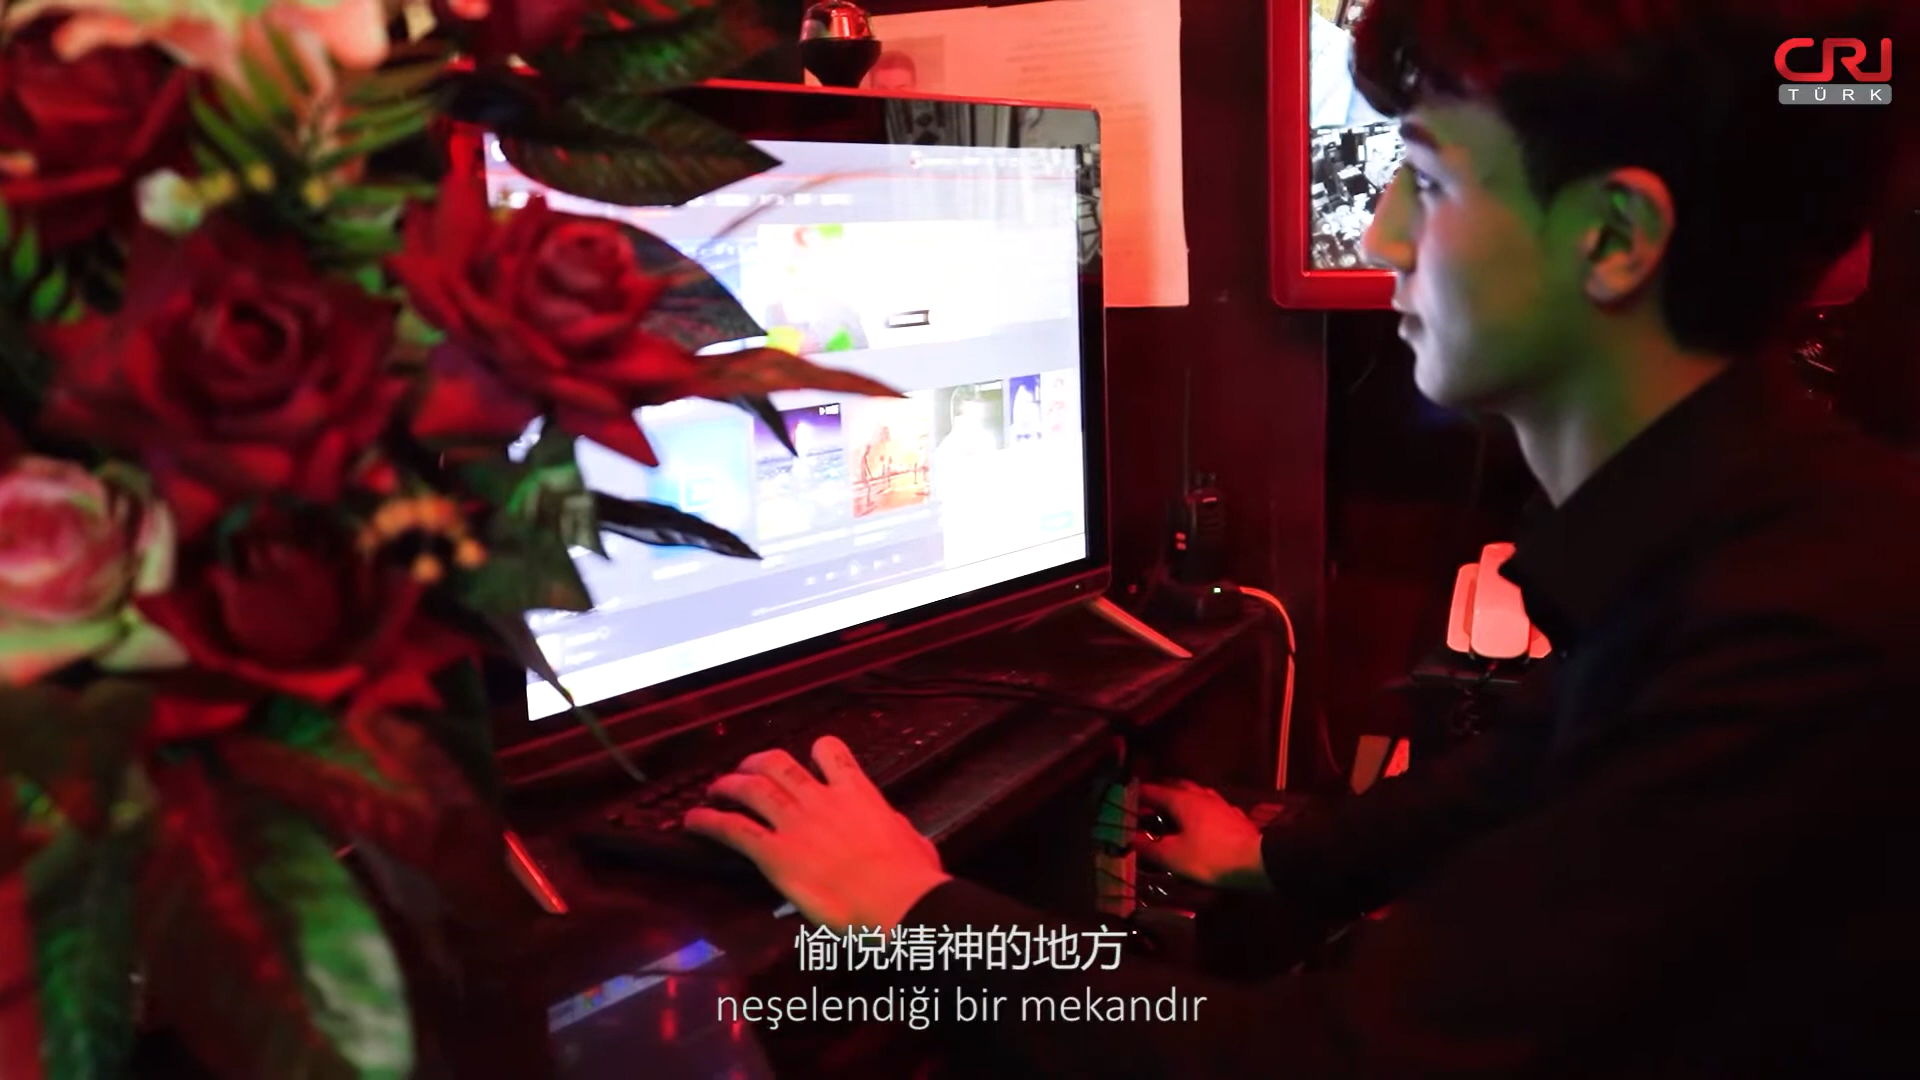 CRI
TÜRK
愉悦精神的地方
neşelendiği bir mekandır